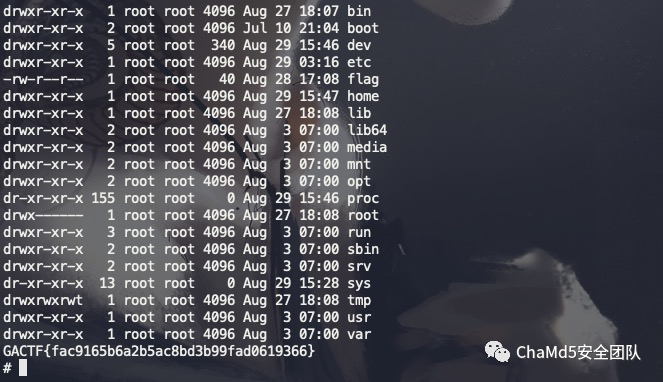 drwxr-xr-x   1 root root 4096 Aug 27 18:07 bin
drwxr-xr-x   2 root root 4096 Jul 10 21:04 boot
drwxr-xr-x   5 root root  340 Aug 29 15:46 dev
drwxr-xr-x   1 root root 4096 Aug 29 03:16 etc
-rw-r--r--   1 root root   40 Aug 28 17:08 flag
drwxr-xr-x   1 root root 4096 Aug 29 15:47 home
drwxr-xr-x   1 root root 4096 Aug 27 18:08 lib
drwxr-xr-x   2 root root 4096 Aug  3 07:00 lib64
drwxr-xr-x   2 root root 4096 Aug  3 07:00 media
drwxr-xr-x   2 root root 4096 Aug  3 07:00 mnt
drwxr-xr-x   2 root root 4096 Aug  3 07:00 opt
dr-xr-xr-x 155 root root    0 Aug 29 15:46 proc
drwx------   1 root root 4096 Aug 27 18:08 root
drwxr-xr-x   3 root root 4096 Aug  3 07:00 run
drwxr-xr-x   2 root root 4096 Aug  3 07:00 sbin
drwxr-xr-x   2 root root 4096 Aug  3 07:00 srv
dr-xr-xr-x  13 root root    0 Aug 29 15:28 sys
drwxrwxrwt   1 root root 4096 Aug 27 18:08 tmp
drwxr-xr-x   1 root root 4096 Aug  3 07:00 usr
drwxr-xr-x   1 root root 4096 Aug  3 07:00 var
GACTF{fac9165b6a2b5ac8bd3b99fad0619366}
#
ChaMd5安全团队